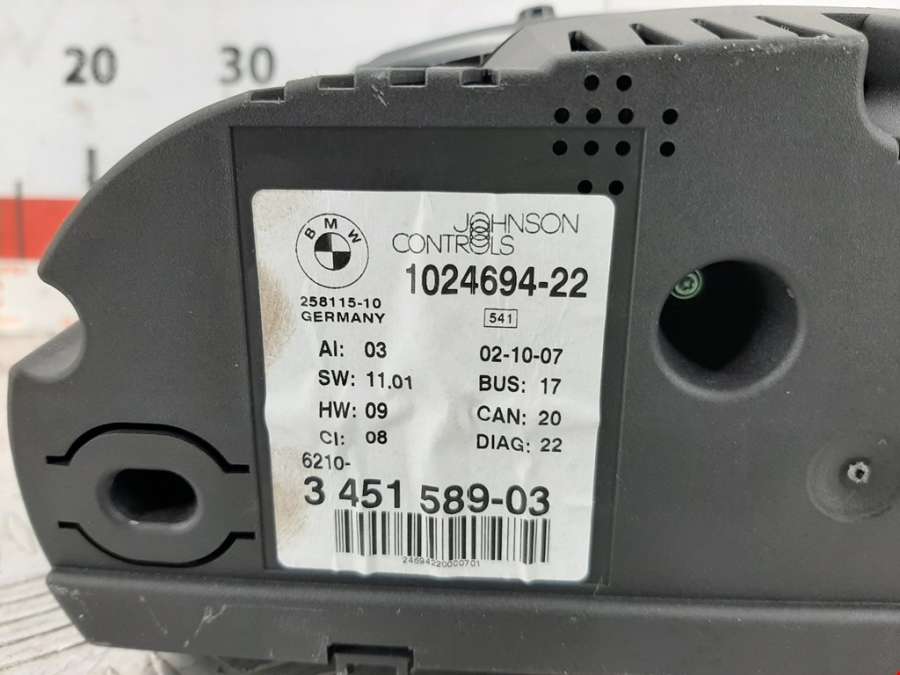 20 30
BMW
JOHNSON
CONTROLS
1024694-22
258115-10
GERMANY
541
AI: 03
02-10-07
SW: 11.01
BUS: 17
HW: 09
CAN: 20
CI: 08
DIAG: 22
6210-
3 451 589-03
24694220000701